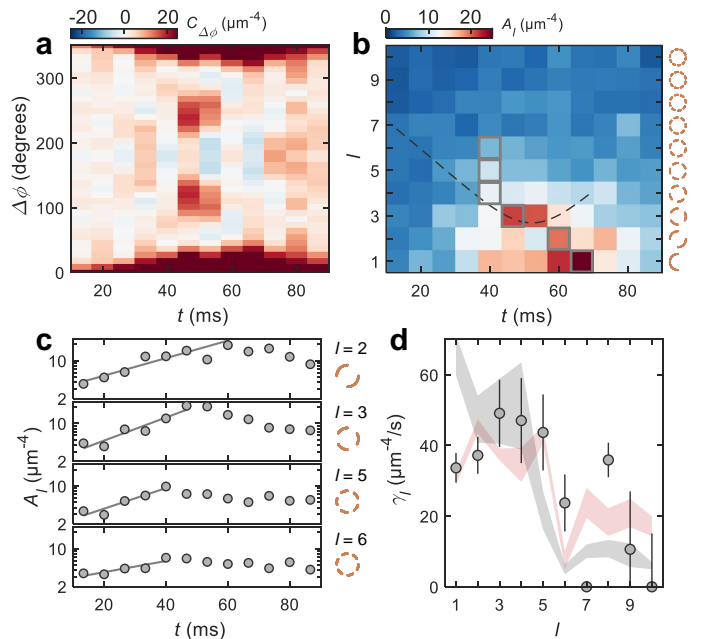 -20 0 20 C_Δϕ (μm⁻⁴)
0 10 20 A_l (μm⁻⁴)
a
b
300
200
100
0
Δϕ (degrees)
20 40 60 80
t (ms)
10
9
7
5
3
1
l
20 40 60 80
t (ms)
c
10
2
10
2
10
2
10
2
A_l (μm⁻⁴)
l = 2
l = 3
l = 5
l = 6
20 40 60 80
t (ms)
d
60
40
20
0
γ_l (μm⁻⁴/s)
1 3 5 7 9
l